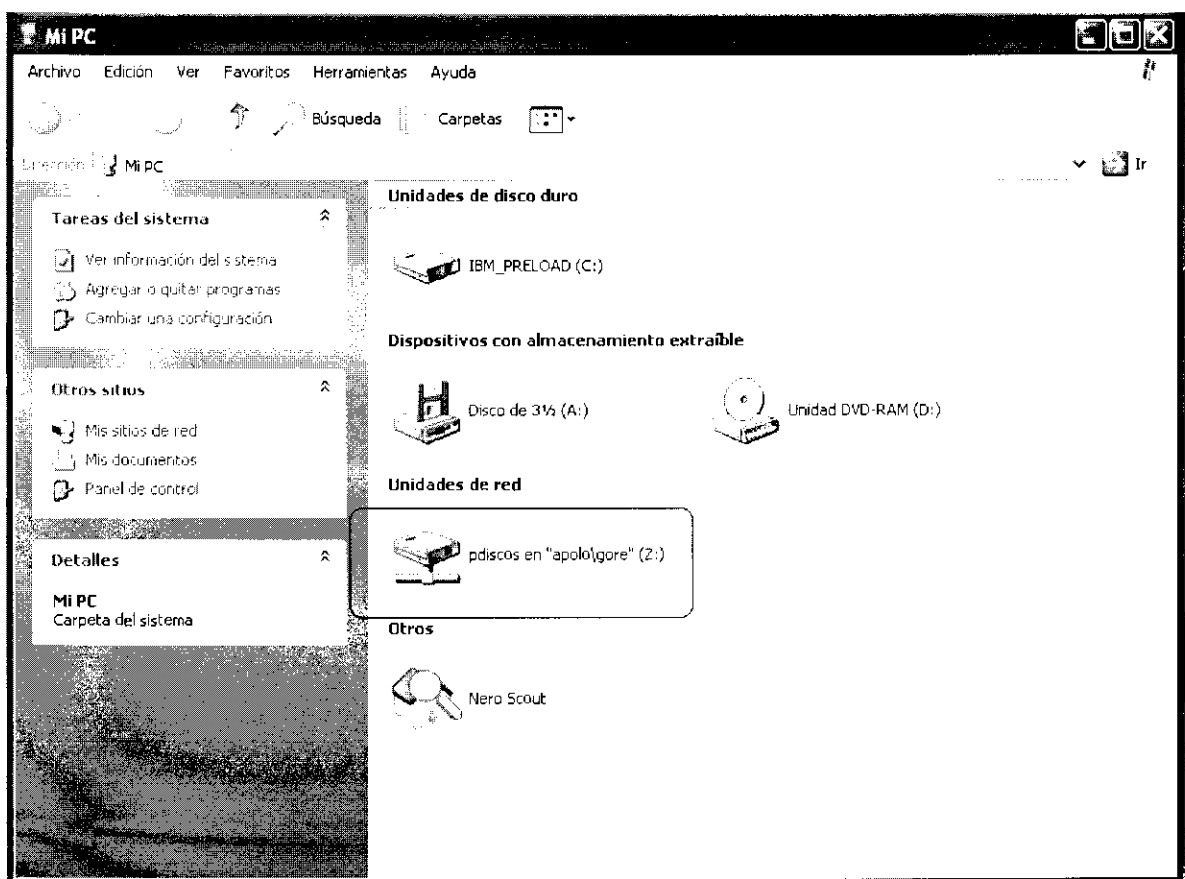 Mi PC
Archivo Edición Ver Favoritos Herramientas Ayuda
Búsqueda Carpetas
Dirección Mi PC Ir
Tareas del sistema
Ver información del sistema
Agregar o quitar programas
Cambiar una configuración
Otros sitios
Mis sitios de red
Mis documentos
Panel de control
Detalles
Mi PC
Carpeta del sistema
Unidades de disco duro
IBM_PRELOAD (C:)
Dispositivos con almacenamiento extraíble
Disco de 3½ (A:)
Unidad DVD-RAM (D:)
Unidades de red
pdiscos en "apolo\gore" (Z:)
Otros
Nero Scout